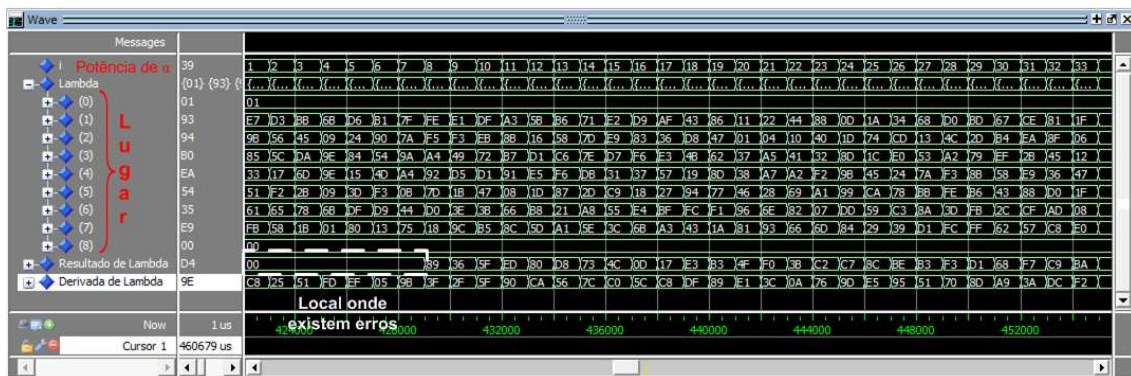 Wave
Messages
i Potência de α 39 1 2 3 4 5 6 7 8 9 10 11 12 13 14 15 16 17 18 19 20 21 22 23 24 25 26 27 28 29 30 31 32 33
Lambda {01} {93} {... {... {... {... {... {... {... {... {... {... {... {... {... {... {... {... {... {... {... {... {... {... {... {... {... {... {... {... {... {... {... {...
(0) 01 01
(1) 93 E7 D3 BB 6B D6 B1 7F FE E1 DF A3 5B B6 71 E2 D9 AF 43 86 11 22 44 88 0D 1A 34 68 D0 BD 67 CE 81 1F
(2) 94 9B 56 45 09 24 90 7A F5 F3 EB 8B 16 58 7D E9 83 36 D8 47 01 04 10 40 1D 74 CD 13 4C 2D B4 EA 8F 06
(3) B0 85 5C DA 9E 84 54 9A A4 49 72 B7 D1 C6 7E D7 F6 E3 4B 62 37 A5 41 32 8D 1C E0 53 A2 79 EF 2B 45 12
(4) EA 33 17 6D 9E 15 4D A4 92 D5 D1 91 E5 F6 DB 31 37 57 19 8D 38 A7 A2 F2 9B 45 24 7A F3 8B 58 E9 36 47
(5) 54 51 F2 2B 09 3D F3 0B 7D 1B 47 08 1D 87 2D C9 18 27 94 77 46 28 69 A1 99 CA 78 BB FE B6 43 88 D0 1F
(6) 35 61 65 78 6B DF D9 44 D0 3E 3B 66 B8 21 A8 55 E4 BF FC F1 96 6E 82 07 DD 59 C3 8A 3D FB 2C CF AD 08
(7) E9 FB 58 1B 01 80 13 75 18 9C B5 8C 5D A1 5E 3C 6B A3 43 1A 81 93 66 6D 84 29 39 D1 FC FF 62 57 C8 E0
(8) 00 00
Lugar
Resultado de Lambda D4 00 89 36 5F ED 80 D8 73 4C 0D 17 E3 B3 4F F0 3B C2 C7 8C BE B3 F3 D1 68 F7 C9 BA
Derivada de Lambda 9E C8 25 51 FD EF 05 9B 3F 2F 5F 90 CA 56 7C C0 5C C8 DF 89 E1 3C 0A 76 9D E5 95 51 70 8D A9 3A DC F2
Local onde
existem erros
Now 1 us 428000 432000 436000 440000 444000 448000 452000
Cursor 1 460679 us